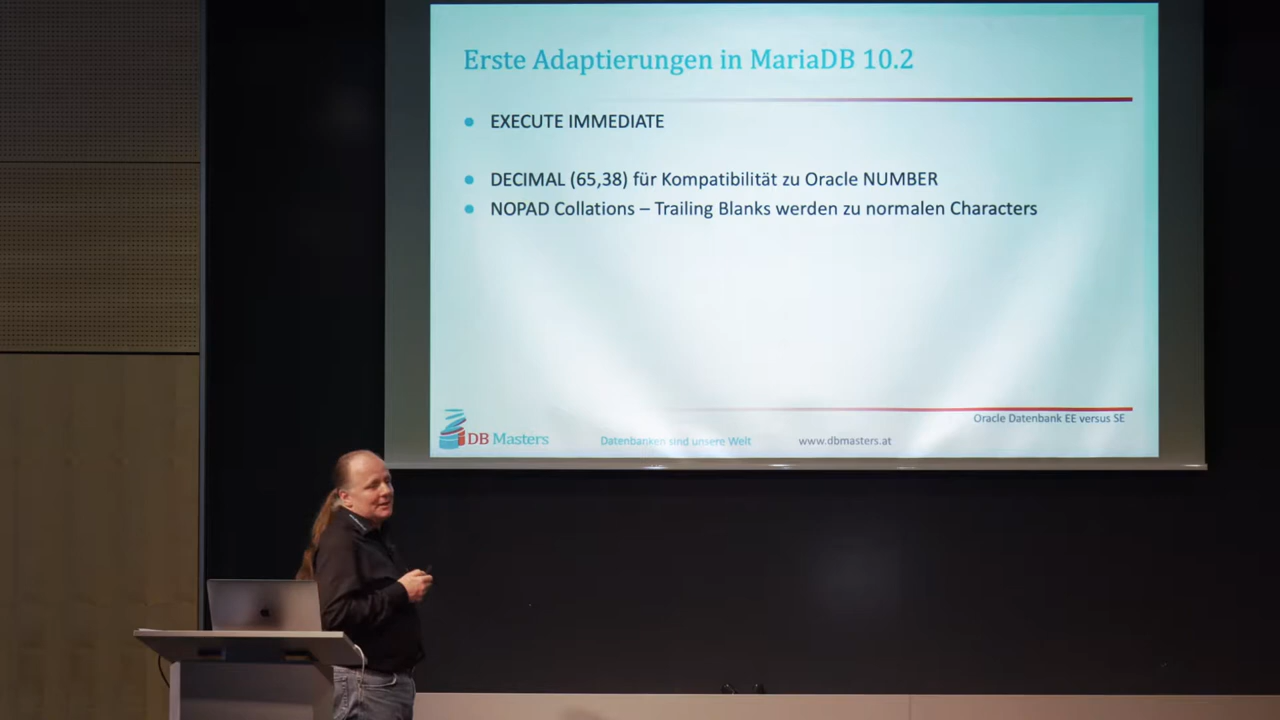 Erste Adaptierungen in MariaDB 10.2
EXECUTE IMMEDIATE
DECIMAL (65,38) für Kompatibilität zu Oracle NUMBER
NOPAD Collations – Trailing Blanks werden zu normalen Characters
Oracle Datenbank EE versus SE
DB Masters
Datenbanken sind unsere Welt
www.dbmasters.at